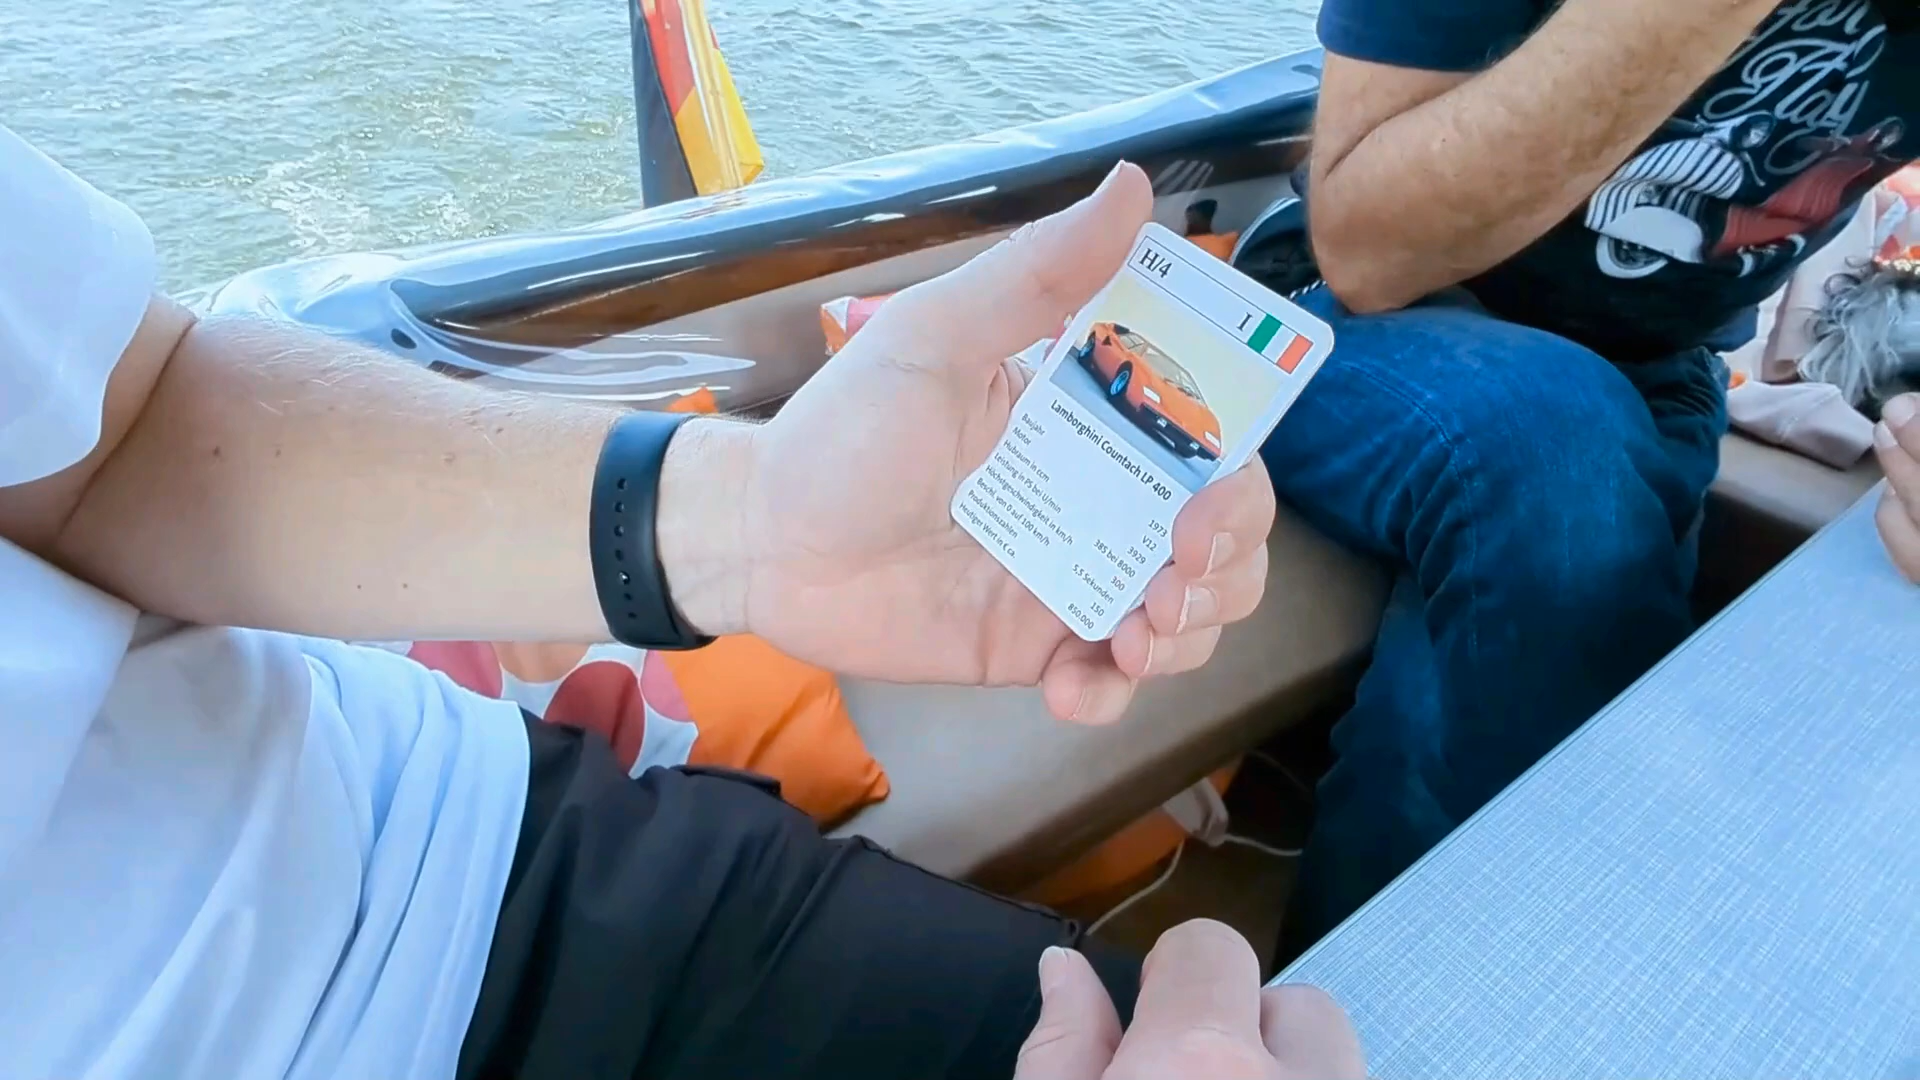 H/4
I
Lamborghini Countach LP 400
Baujahr 1973
Motor V12
Hubraum in ccm 3929
Leistung in PS bei U/min 385 bei 8000
Höchstgeschwindigkeit in km/h 300
Beschl. von 0 auf 100 km/h 5,5 Sekunden
Produktionszahlen 150
Heutiger Wert in € ca. 850.000